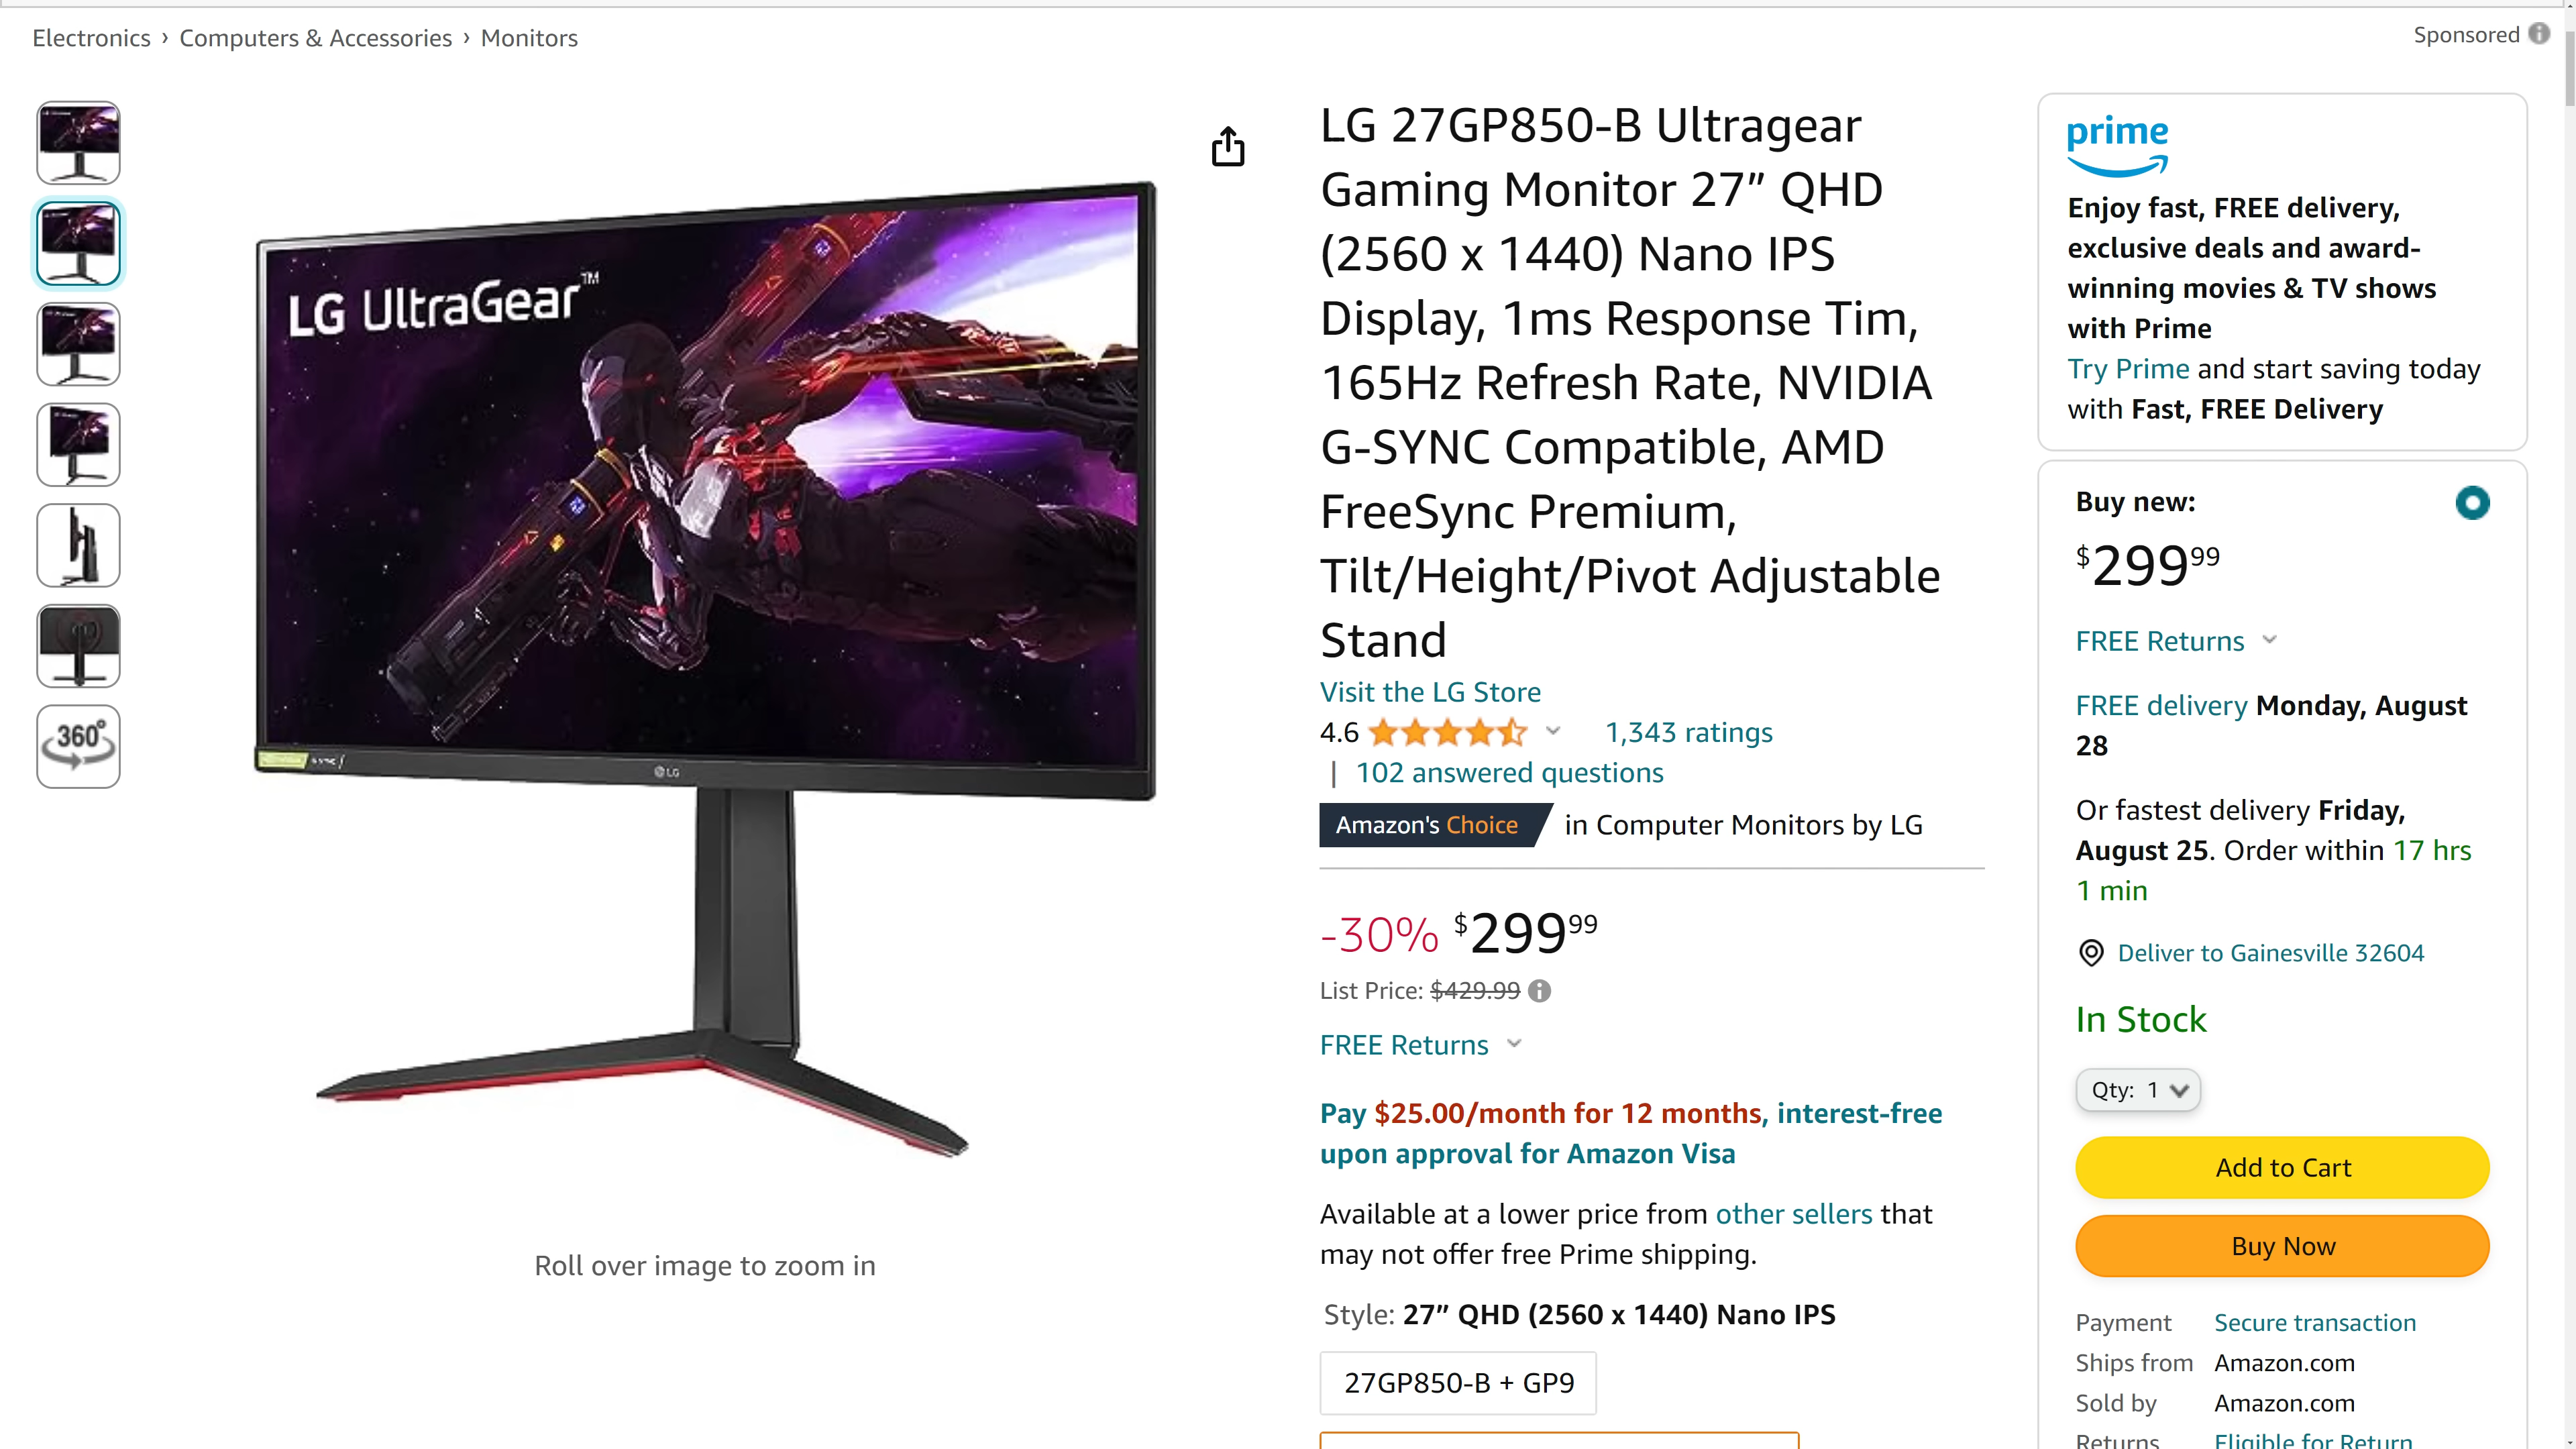 Electronics › Computers & Accessories › Monitors
Sponsored
LG UltraGear™
LG
360°
Roll over image to zoom in
LG 27GP850-B Ultragear
Gaming Monitor 27” QHD
(2560 x 1440) Nano IPS
Display, 1ms Response Tim,
165Hz Refresh Rate, NVIDIA
G-SYNC Compatible, AMD
FreeSync Premium,
Tilt/Height/Pivot Adjustable
Stand
Visit the LG Store
4.6 1,343 ratings
| 102 answered questions
Amazon's Choice in Computer Monitors by LG
-30% $299 99
List Price: $429.99
FREE Returns
Pay $25.00/month for 12 months, interest-free
upon approval for Amazon Visa
Available at a lower price from other sellers that
may not offer free Prime shipping.
Style: 27” QHD (2560 x 1440) Nano IPS
27GP850-B + GP9
prime
Enjoy fast, FREE delivery,
exclusive deals and award-
winning movies & TV shows
with Prime
Try Prime and start saving today
with Fast, FREE Delivery
Buy new:
$299 99
FREE Returns
FREE delivery Monday, August
28
Or fastest delivery Friday,
August 25. Order within 17 hrs
1 min
Deliver to Gainesville 32604
In Stock
Qty: 1
Add to Cart
Buy Now
Payment Secure transaction
Ships from Amazon.com
Sold by Amazon.com
Returns Eligible for Return